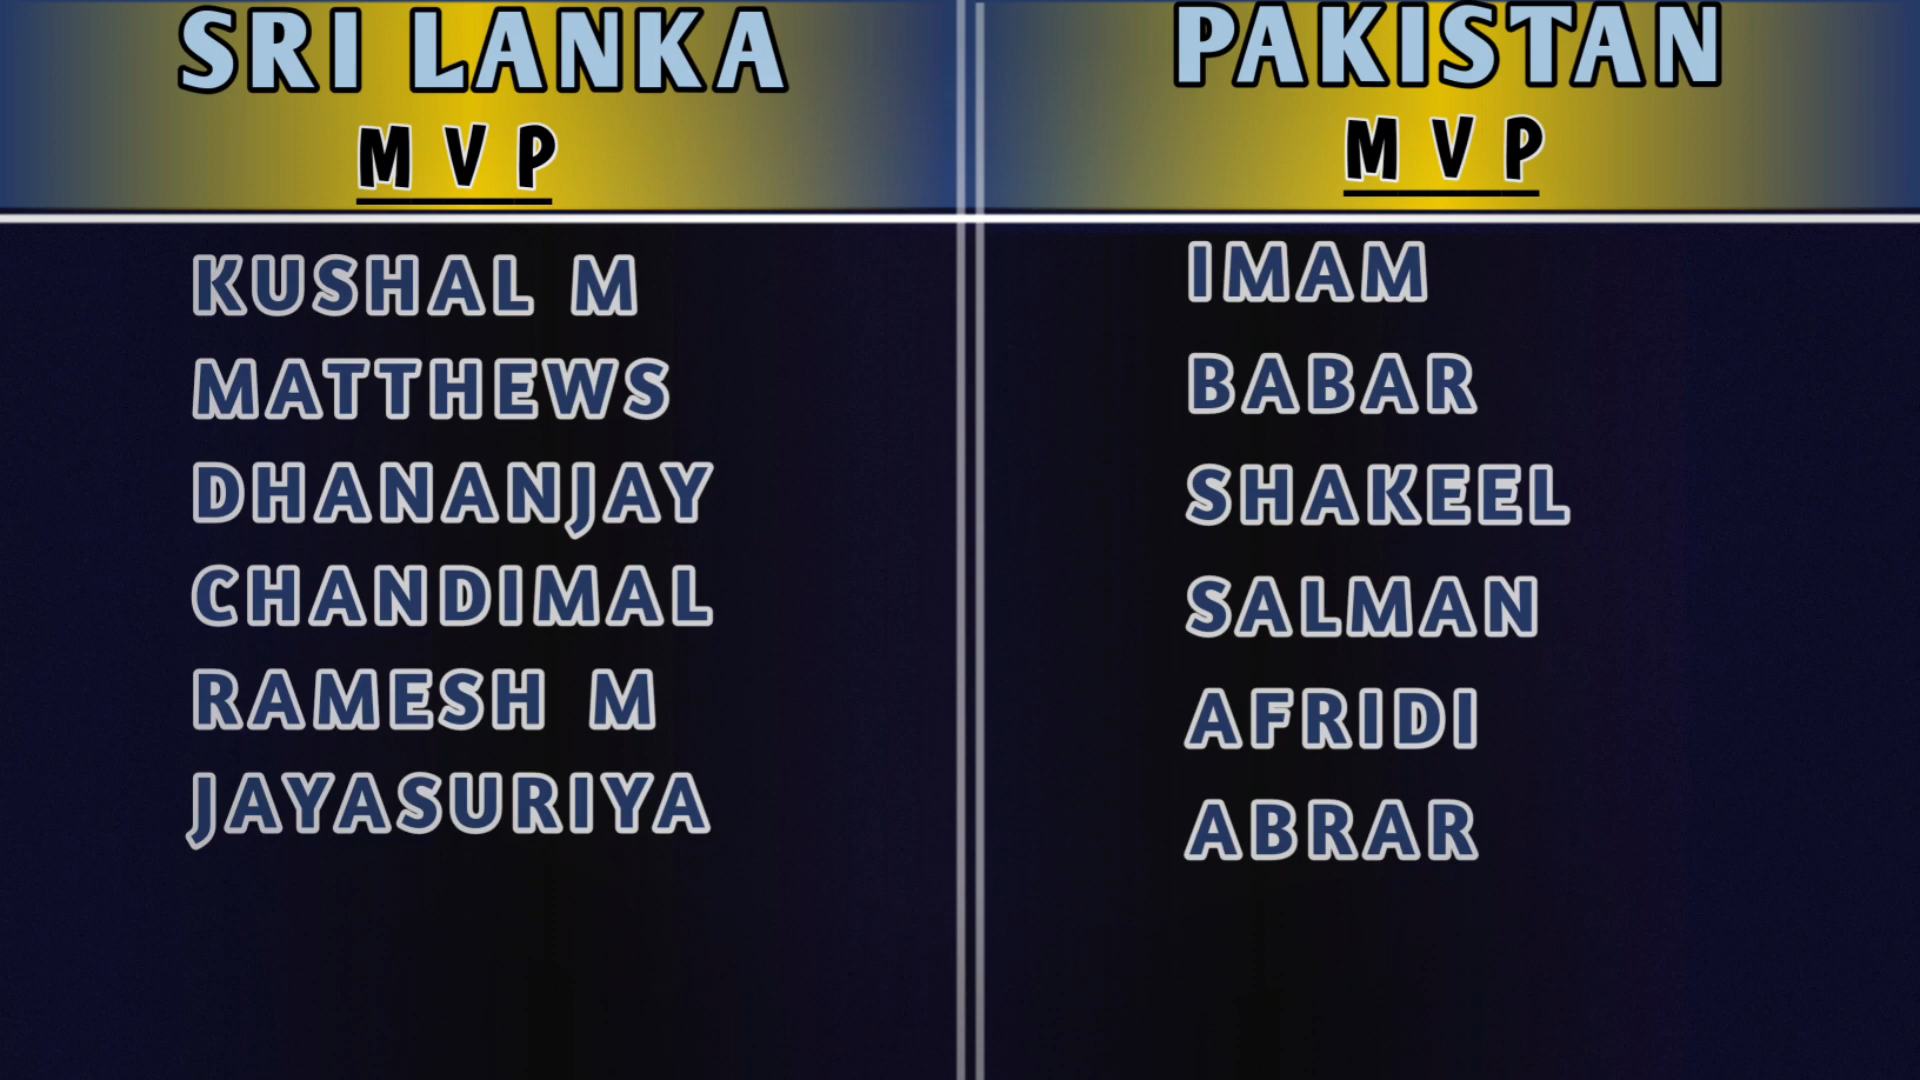 SRI LANKA
M V P
KUSHAL M
MATTHEWS
DHANANJAY
CHANDIMAL
RAMESH M
JAYASURIYA
PAKISTAN
M V P
IMAM
BABAR
SHAKEEL
SALMAN
AFRIDI
ABRAR